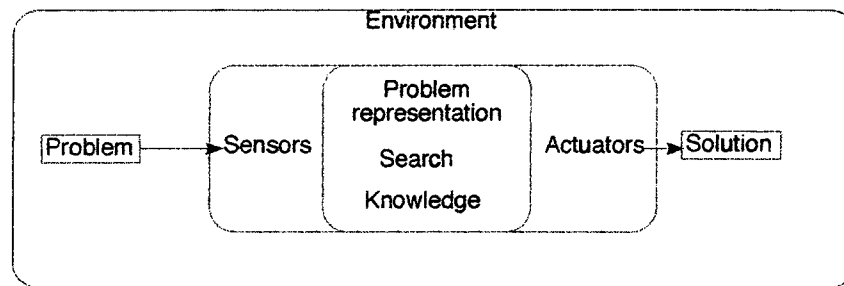 Environment
Problem
Sensors
Problem
representation
Search
Knowledge
Actuators
Solution